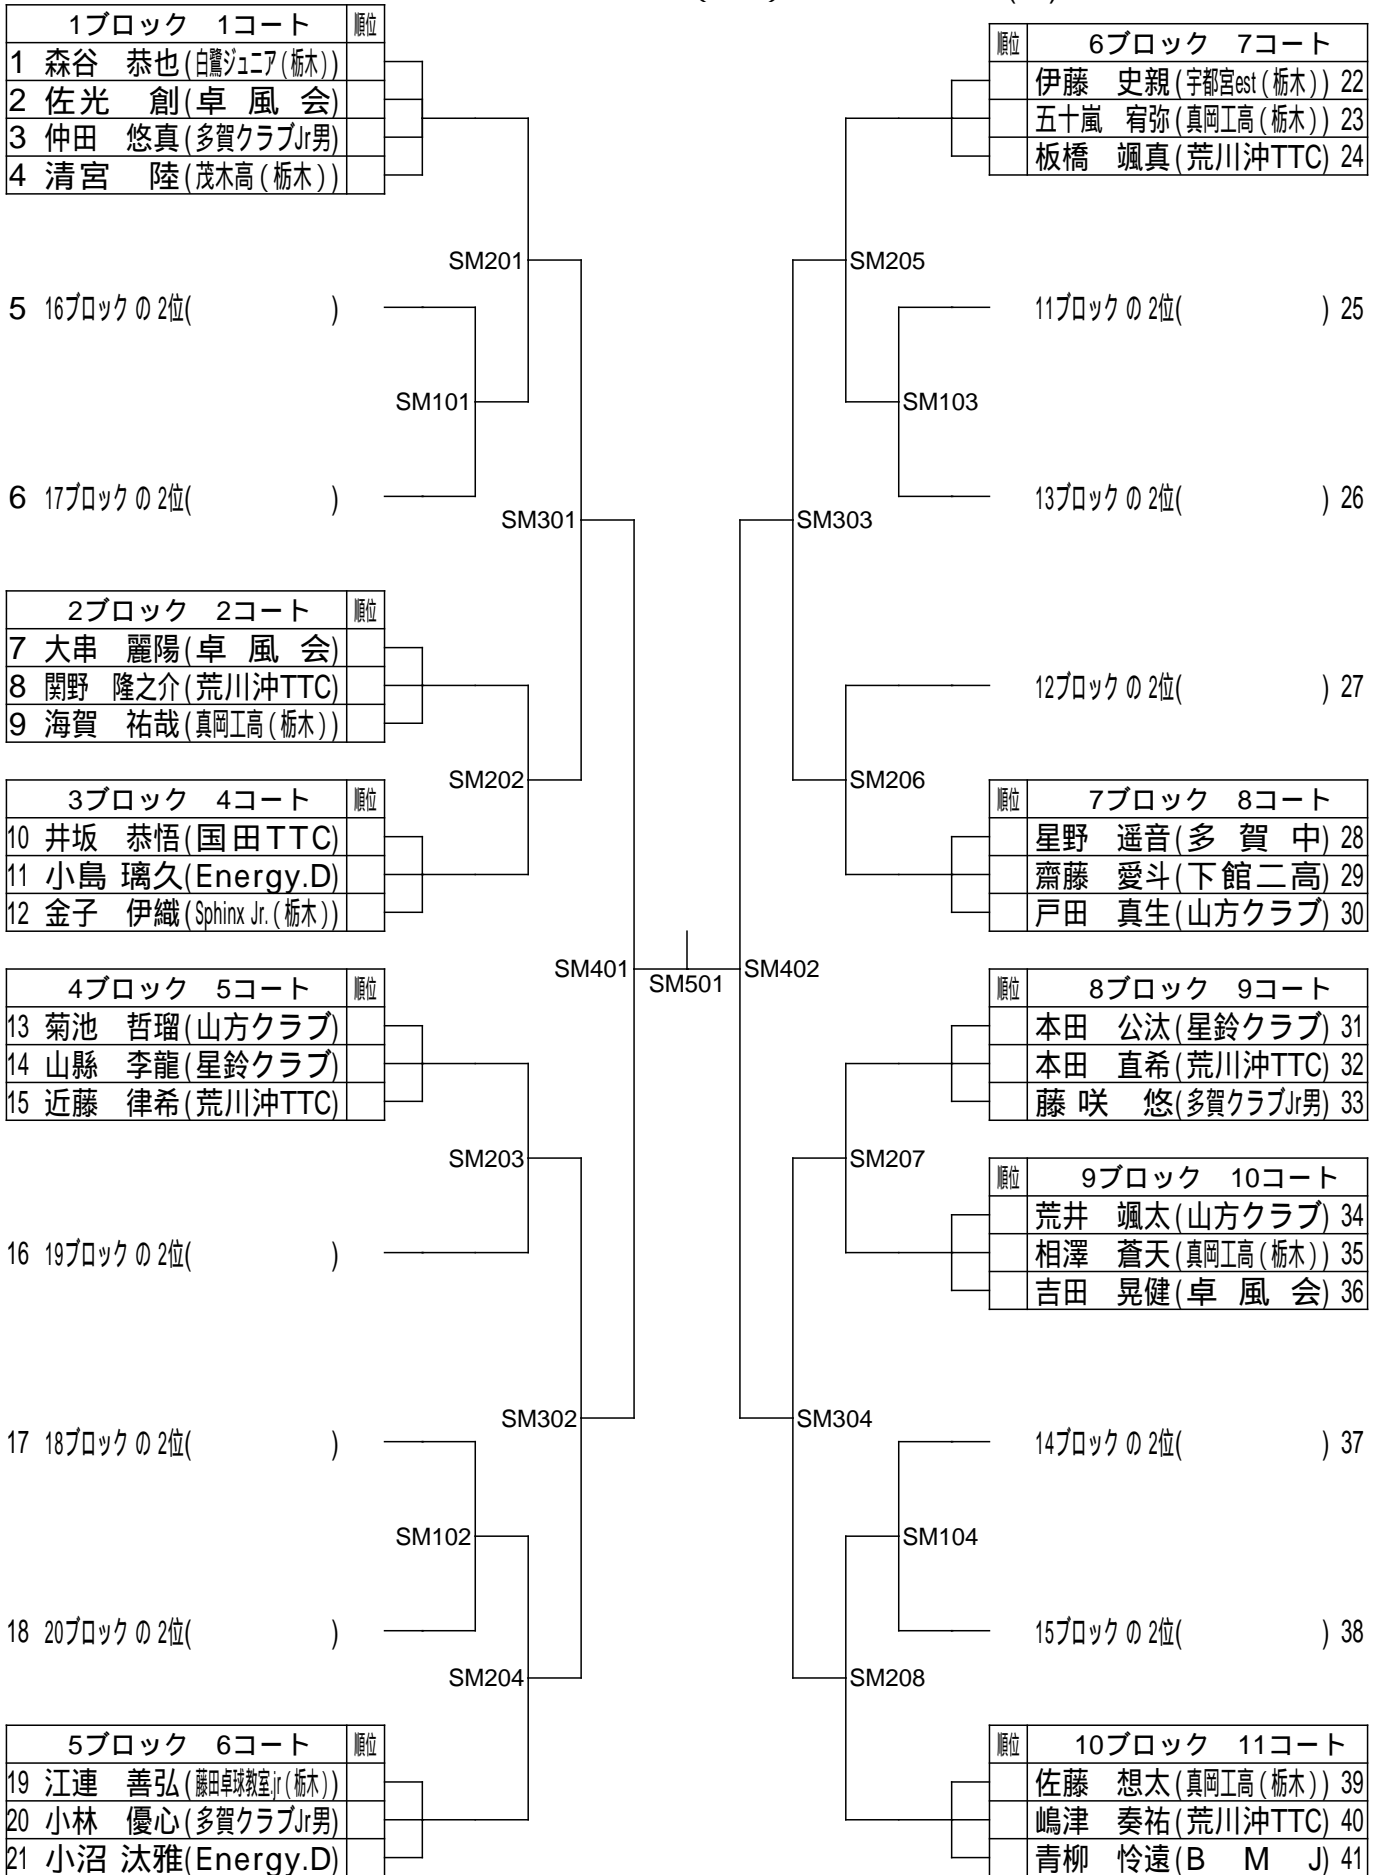 1ブロック　1コート 順位
1 森谷　恭也(白鷺ジュニア(栃木))
2 佐光　創(卓　風　会)
3 仲田　悠真(多賀クラブJr男)
4 清宮　陸(茂木高(栃木))
SM201
5 16ブロック の 2位(　　　　)
SM101
6 17ブロック の 2位(　　　　)
SM301
2ブロック　2コート 順位
7 大串　麗陽(卓　風　会)
8 関野　隆之介(荒川沖TTC)
9 海賀　祐哉(真岡工高(栃木))
SM202
3ブロック　4コート 順位
10 井坂　恭悟(国田TTC)
11 小島 璃久(Energy.D)
12 金子　伊織(Sphinx Jr.(栃木))
SM401
SM501
4ブロック　5コート 順位
13 菊池　哲瑠(山方クラブ)
14 山縣　李龍(星鈴クラブ)
15 近藤　律希(荒川沖TTC)
SM203
16 19ブロック の 2位(　　　　)
SM302
17 18ブロック の 2位(　　　　)
SM102
18 20ブロック の 2位(　　　　)
SM204
5ブロック　6コート 順位
19 江連　善弘(藤田卓球教室jr(栃木))
20 小林　優心(多賀クラブJr男)
21 小沼 汰雅(Energy.D)
順位 6ブロック　7コート
伊藤　史親(宇都宮est(栃木)) 22
五十嵐　宥弥(真岡工高(栃木)) 23
板橋　颯真(荒川沖TTC) 24
SM205
11ブロック の 2位(　　　　) 25
SM103
13ブロック の 2位(　　　　) 26
SM303
12ブロック の 2位(　　　　) 27
SM206
順位 7ブロック　8コート
星野　遥音(多　賀　中) 28
齋藤　愛斗(下館二高) 29
戸田　真生(山方クラブ) 30
SM402
順位 8ブロック　9コート
本田　公汰(星鈴クラブ) 31
本田　直希(荒川沖TTC) 32
藤咲　悠(多賀クラブJr男) 33
SM207
順位 9ブロック　10コート
荒井　颯太(山方クラブ) 34
相澤　蒼天(真岡工高(栃木)) 35
吉田　晃健(卓　風　会) 36
SM304
14ブロック の 2位(　　　　) 37
SM104
15ブロック の 2位(　　　　) 38
SM208
順位 10ブロック　11コート
佐藤　想太(真岡工高(栃木)) 39
嶋津　奏祐(荒川沖TTC) 40
青柳　怜遠(B　M　J) 41